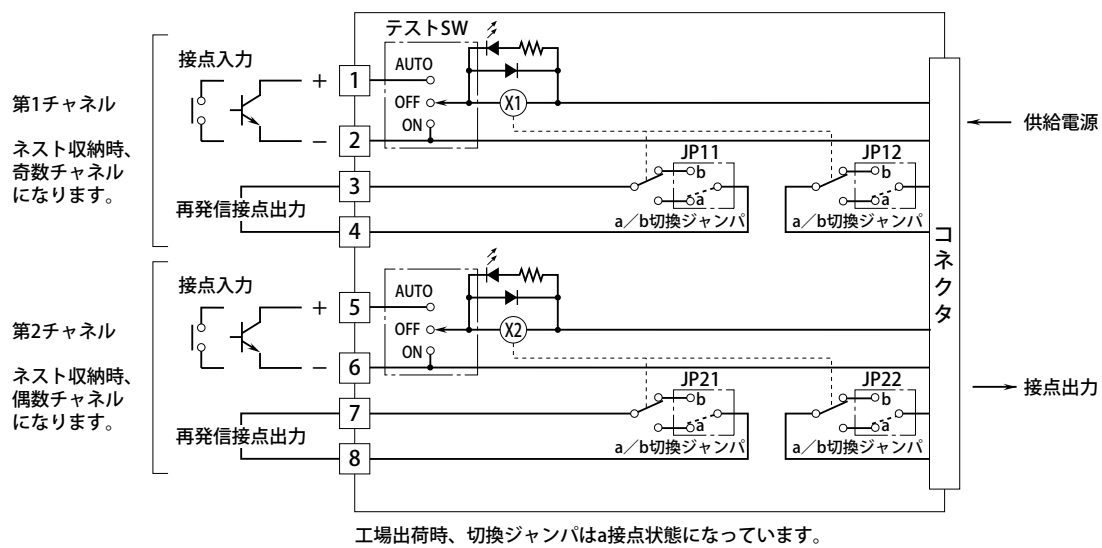 テストSW
接点入力
AUTO
+
1
OFF
X1
第1チャネル
ON
供給電源
−
2
ネスト収納時、
奇数チャネル
になります。
JP11
JP12
b
b
3
a
a
再発信接点出力
a／b切換ジャンパ
a／b切換ジャンパ
4
コネクタ
接点入力
AUTO
+
5
OFF
X2
第2チャネル
ON
−
6
ネスト収納時、
偶数チャネル
になります。
JP21
JP22
接点出力
b
b
7
a
a
再発信接点出力
a／b切換ジャンパ
a／b切換ジャンパ
8
工場出荷時、切換ジャンパはa接点状態になっています。